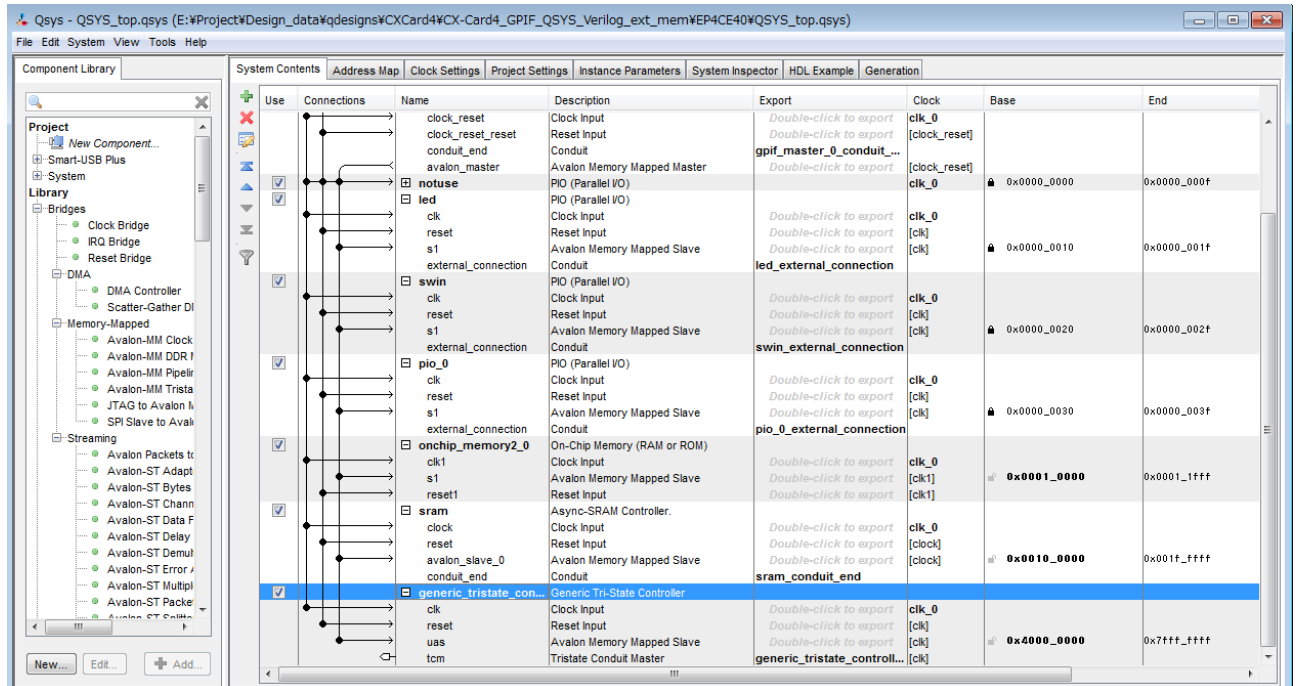 Qsys - QSYS_top.qsys (E:¥Project¥Design_data¥qdesigns¥CXCard4¥CX-Card4_GPIF_QSYS_Verilog_ext_mem¥EP4CE40¥QSYS_top.qsys)
File Edit System View Tools Help
Component Library
Project
New Component...
Smart-USB Plus
System
Library
Bridges
Clock Bridge
IRQ Bridge
Reset Bridge
DMA
DMA Controller
Scatter-Gather DI
Memory-Mapped
Avalon-MM Clock
Avalon-MM DDR
Avalon-MM Pipelin
Avalon-MM Trista
JTAG to Avalon
SPI Slave to Aval
Streaming
Avalon Packets to
Avalon-ST Adapt
Avalon-ST Bytes
Avalon-ST Chann
Avalon-ST Data F
Avalon-ST Delay
Avalon-ST Demult
Avalon-ST Error
Avalon-ST Multipl
Avalon-ST Packet
Avalon-ST Splitte
New... Edit... Add...
System Contents Address Map Clock Settings Project Settings Instance Parameters System Inspector HDL Example Generation
Use Connections Name Description Export Clock Base End
clock_reset Clock Input Double-click to export clk_0
clock_reset_reset Reset Input Double-click to export [clock_reset]
conduit_end Conduit gpif_master_0_conduit_...
avalon_master Avalon Memory Mapped Master Double-click to export [clock_reset]
notuse PIO (Parallel I/O) clk_0 0x0000_0000 0x0000_000f
led PIO (Parallel I/O)
clk Clock Input Double-click to export clk_0
reset Reset Input Double-click to export [clk]
s1 Avalon Memory Mapped Slave Double-click to export [clk] 0x0000_0010 0x0000_001f
external_connection Conduit led_external_connection
swin PIO (Parallel I/O)
clk Clock Input Double-click to export clk_0
reset Reset Input Double-click to export [clk]
s1 Avalon Memory Mapped Slave Double-click to export [clk] 0x0000_0020 0x0000_002f
external_connection Conduit swin_external_connection
pio_0 PIO (Parallel I/O)
clk Clock Input Double-click to export clk_0
reset Reset Input Double-click to export [clk]
s1 Avalon Memory Mapped Slave Double-click to export [clk] 0x0000_0030 0x0000_003f
external_connection Conduit pio_0_external_connection
onchip_memory2_0 On-Chip Memory (RAM or ROM)
clk1 Clock Input Double-click to export clk_0
s1 Avalon Memory Mapped Slave Double-click to export [clk1] 0x0001_0000 0x0001_1fff
reset1 Reset Input Double-click to export [clk1]
sram Async-SRAM Controller.
clock Clock Input Double-click to export clk_0
reset Reset Input Double-click to export [clock]
avalon_slave_0 Avalon Memory Mapped Slave Double-click to export [clock] 0x0010_0000 0x001f_ffff
conduit_end Conduit sram_conduit_end
generic_tristate_con... Generic Tri-State Controller
clk Clock Input Double-click to export clk_0
reset Reset Input Double-click to export [clk]
uas Avalon Memory Mapped Slave Double-click to export [clk] 0x4000_0000 0x7fff_ffff
tcm Tristate Conduit Master generic_tristate_controll... [clk]